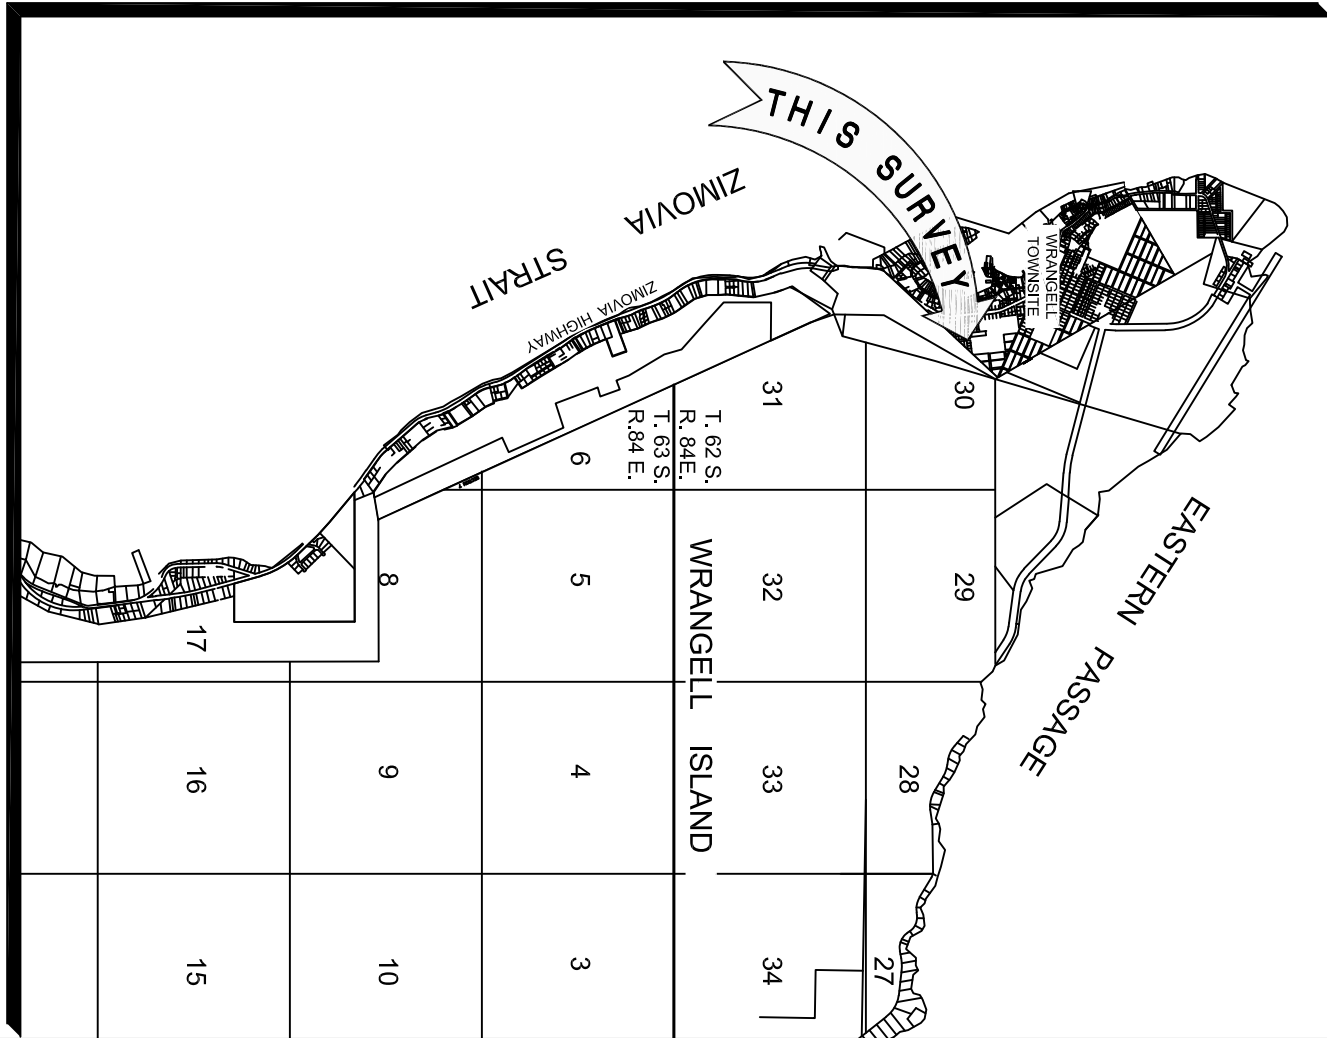 THIS SURVEY
ZIMOVIA
STRAIT
ZIMOVIA HIGHWAY
WRANGELL
TOWNSITE
31
30
T. 62 S.
R. 84E.
T. 63 S.
R.84 E.
6
EASTERN PASSAGE
WRANGELL ISLAND
8
5
32
29
17
16
9
4
33
28
15
10
3
34
27